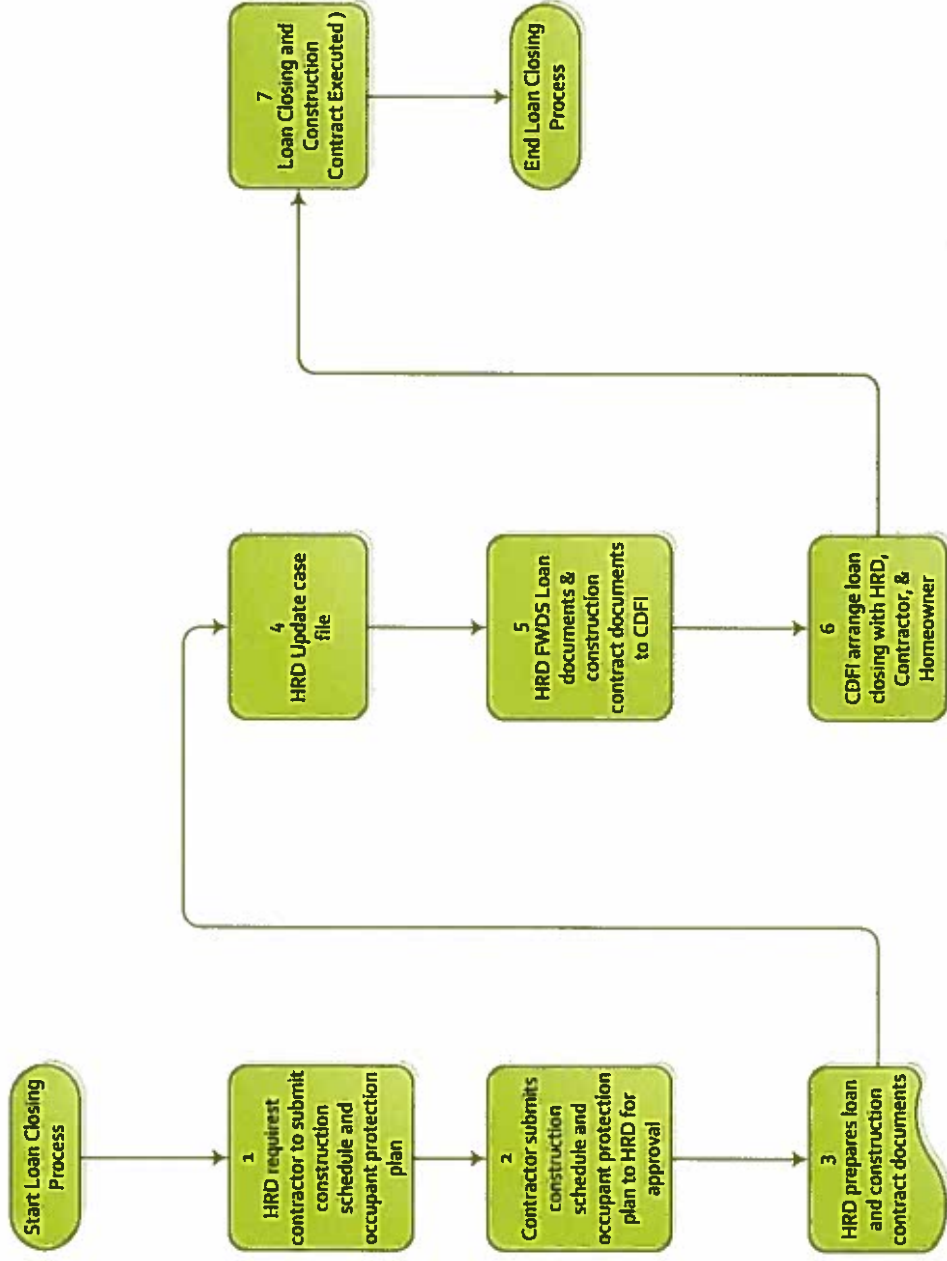 Start Loan Closing
Process
1
HRD requirest
contractor to submit
construction
schedule and
occupant protection
plan
2
Contractor submits
construction
schedule and
occupant protection
plan to HRD for
approval
3
HRD prepares loan
and construction
contract documents
4
HRD Update case
file
5
HRD FWDS Loan
documents &
construction
contract documents
to CDFI
6
CDFI arrange loan
closing with HRD,
Contractor, &
Homeowner
7
Loan Closing and
Construction
Contract Executed )
End Loan Closing
Process